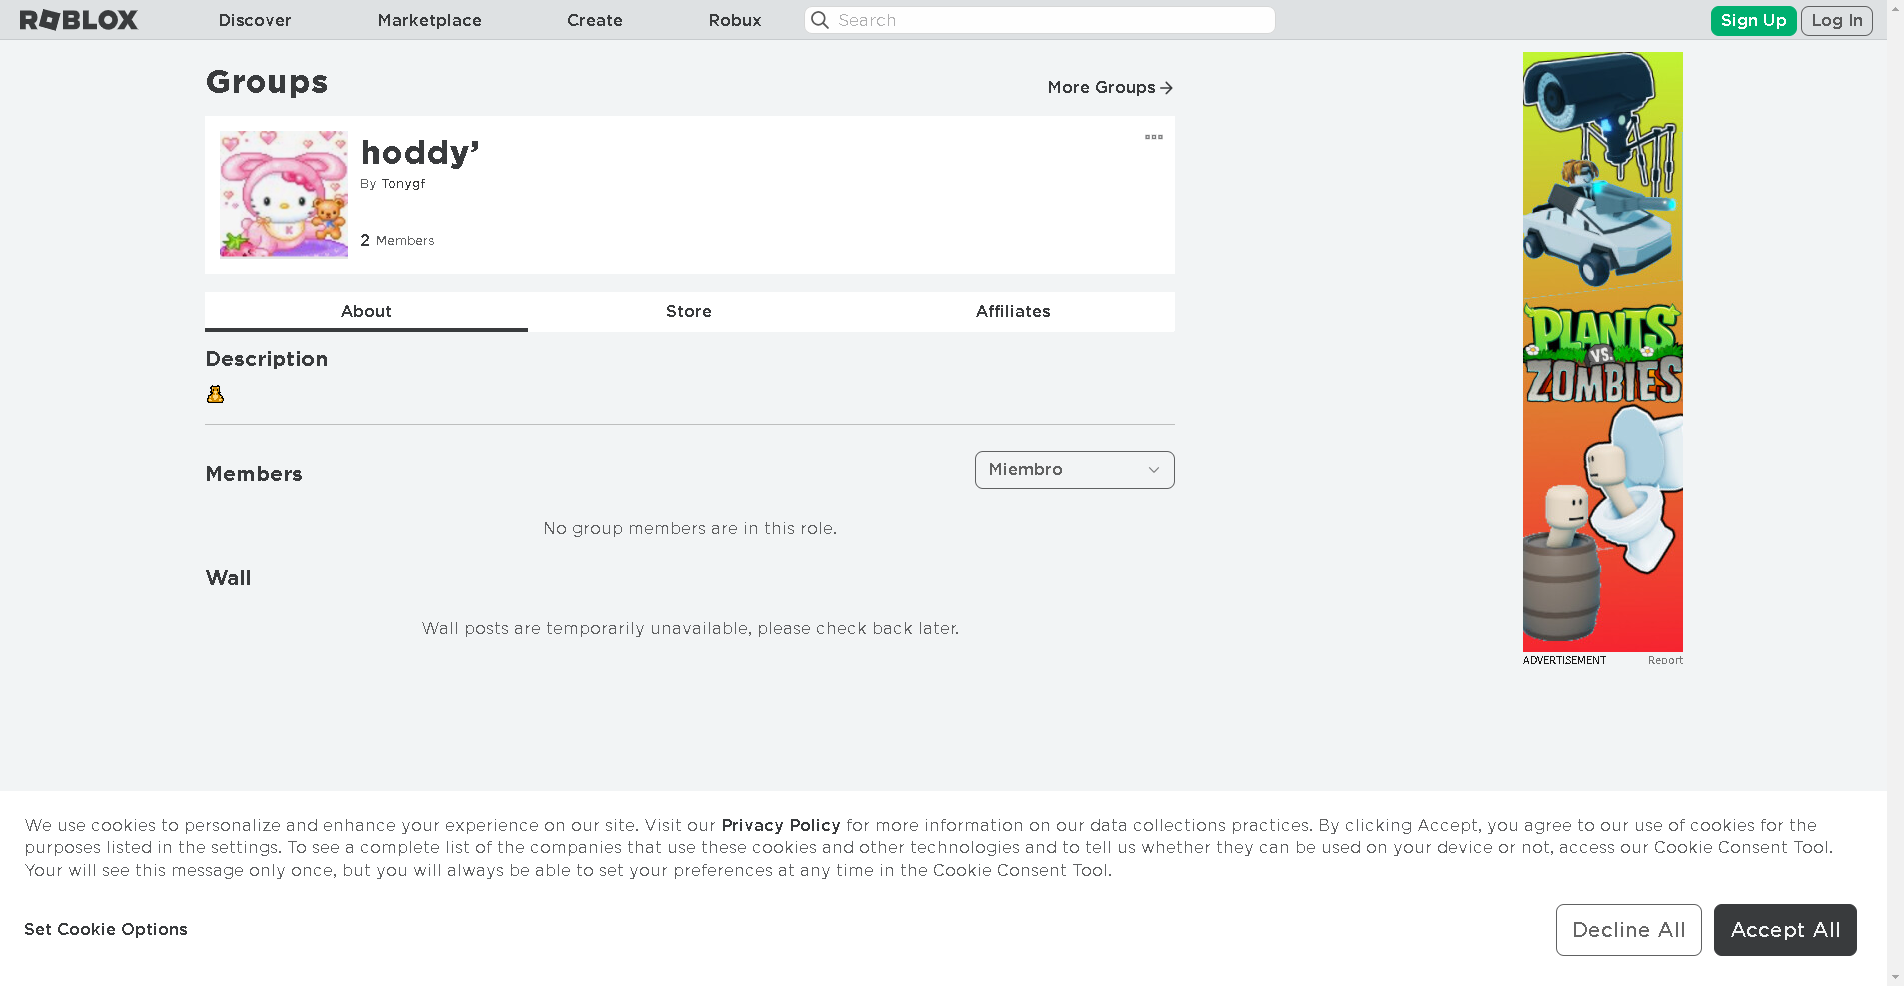 ROBLOX Discover Marketplace Create Robux Search Sign Up Log In
Groups
More Groups
hoddy’
By Tonygf
2 Members
About Store Affiliates
Description
Members
Miembro
No group members are in this role.
Wall
Wall posts are temporarily unavailable, please check back later.
K
PLANTS
VS.
ZOMBIES
ADVERTISEMENT Report
We use cookies to personalize and enhance your experience on our site. Visit our Privacy Policy for more information on our data collections practices. By clicking Accept, you agree to our use of cookies for the
purposes listed in the settings. To see a complete list of the companies that use these cookies and other technologies and to tell us whether they can be used on your device or not, access our Cookie Consent Tool.
Your will see this message only once, but you will always be able to set your preferences at any time in the Cookie Consent Tool.
Set Cookie Options
Decline All
Accept All